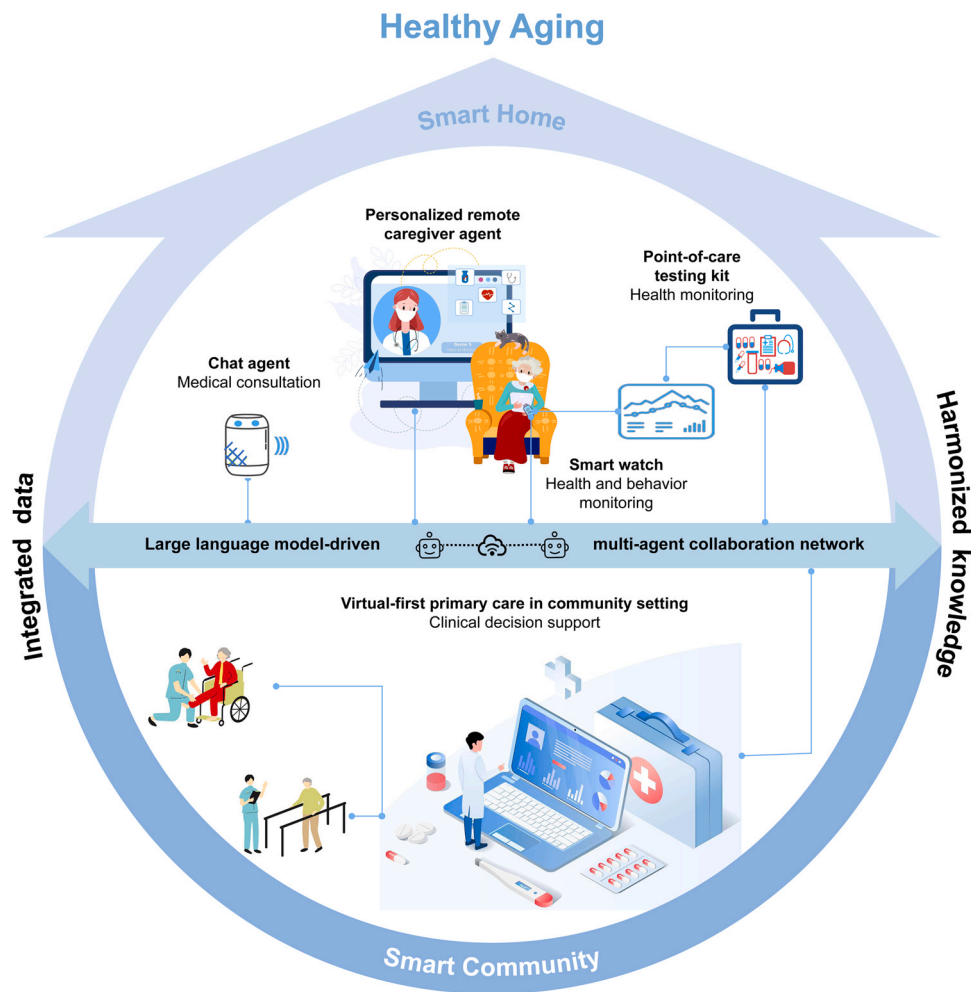 Healthy Aging
Smart Home
Personalized remote
caregiver agent
Point-of-care
testing kit
Health monitoring
Chat agent
Medical consultation
Smart watch
Health and behavior
monitoring
Integrated data
Harmonized knowledge
Large language model-driven
multi-agent collaboration network
Virtual-first primary care in community setting
Clinical decision support
Smart Community